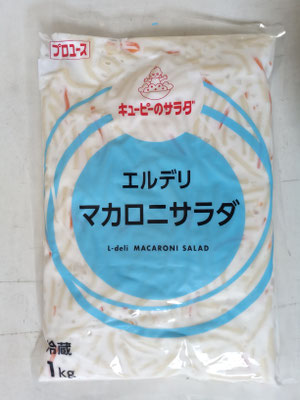 プロユース
キユーピーのサラダ
エルデリ
マカロニサラダ
L-deli MACARONI SALAD
冷蔵
1kg